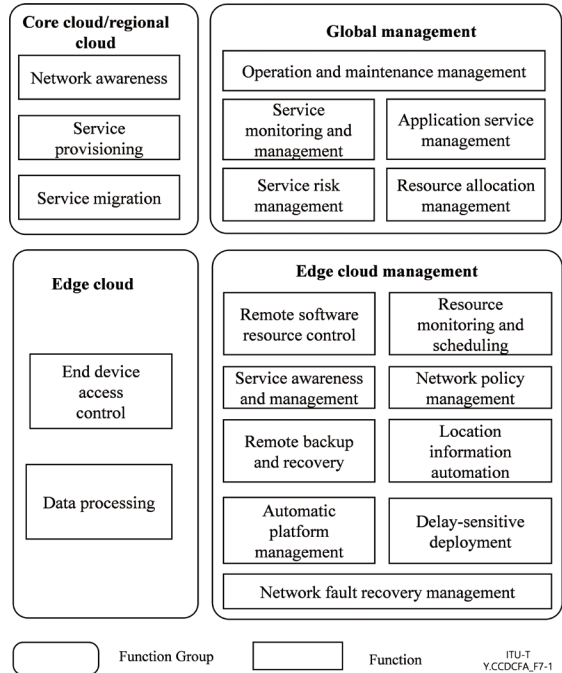 Core cloud/regional
cloud
Network awareness
Service
provisioning
Service migration
Global management
Operation and maintenance management
Service
monitoring and
management
Application service
management
Service risk
management
Resource allocation
management
Edge cloud
End device
access
control
Data processing
Edge cloud management
Remote software
resource control
Resource
monitoring and
scheduling
Service awareness
and management
Network policy
management
Remote backup
and recovery
Location
information
automation
Automatic
platform
management
Delay-sensitive
deployment
Network fault recovery management
Function Group
Function
ITU-T
Y.CCDCFA_F7-1